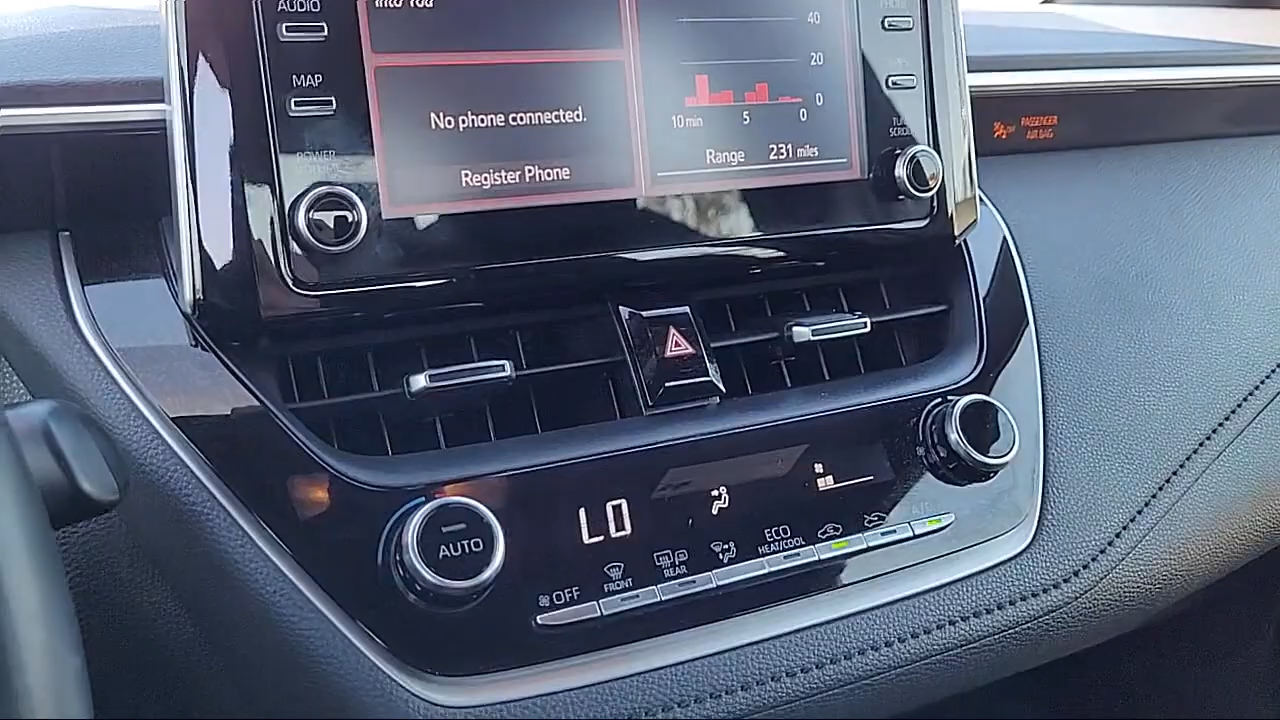 AUDIO
MAP
POWER
No phone connected.
Register Phone
40
20
0
10 min 5 0
Range 231 miles
PASSENGER
AIR BAG
AUTO
LO
OFF
FRONT
REAR
ECO
HEAT/COOL